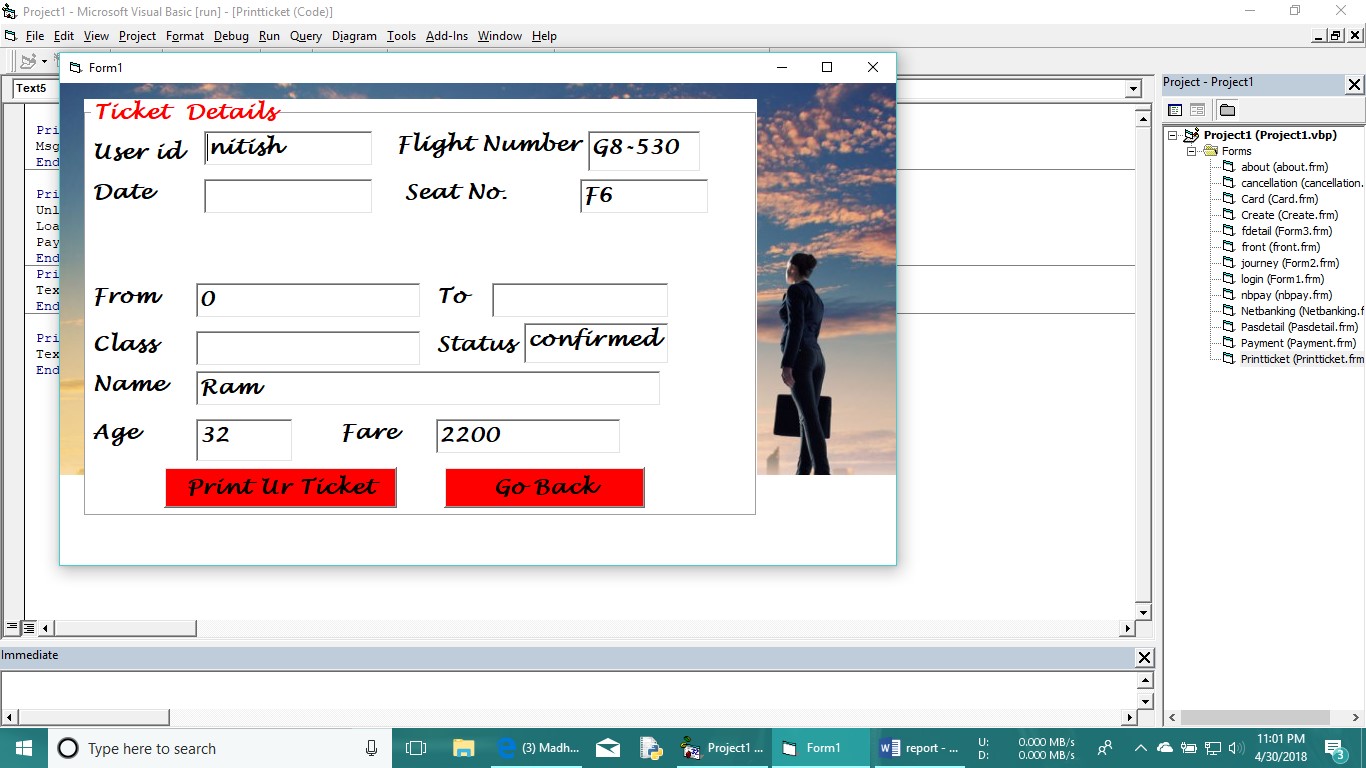 Project1 - Microsoft Visual Basic [run] - [Printticket (Code)]
File Edit View Project Format Debug Run Query Diagram Tools Add-Ins Window Help
Form1
Text5
Project - Project1
Pri
Msg
End
Pri
Unl
Loa
Pay
End
Pri
Tex
End
Pri
Tex
End
Ticket Details
User id nitish Flight Number G8-530
Date Seat No. F6
From 0 To
Class Status confirmed
Name Ram
Age 32 Fare 2200
Print Ur Ticket Go Back
Project1 (Project1.vbp)
Forms
about (about.frm)
cancellation (cancellation.
Card (Card.frm)
Create (Create.frm)
fdetail (Form3.frm)
front (front.frm)
journey (Form2.frm)
login (Form1.frm)
nbpay (nbpay.frm)
Netbanking (Netbanking.f
Pasdetail (Pasdetail.frm)
Payment (Payment.frm)
Printticket (Printticket.frm
Immediate
Type here to search
(3) Madh...
Project1 ...
Form1
report - ...
U: 0.000 MB/s
D: 0.000 MB/s
11:01 PM
4/30/2018
3